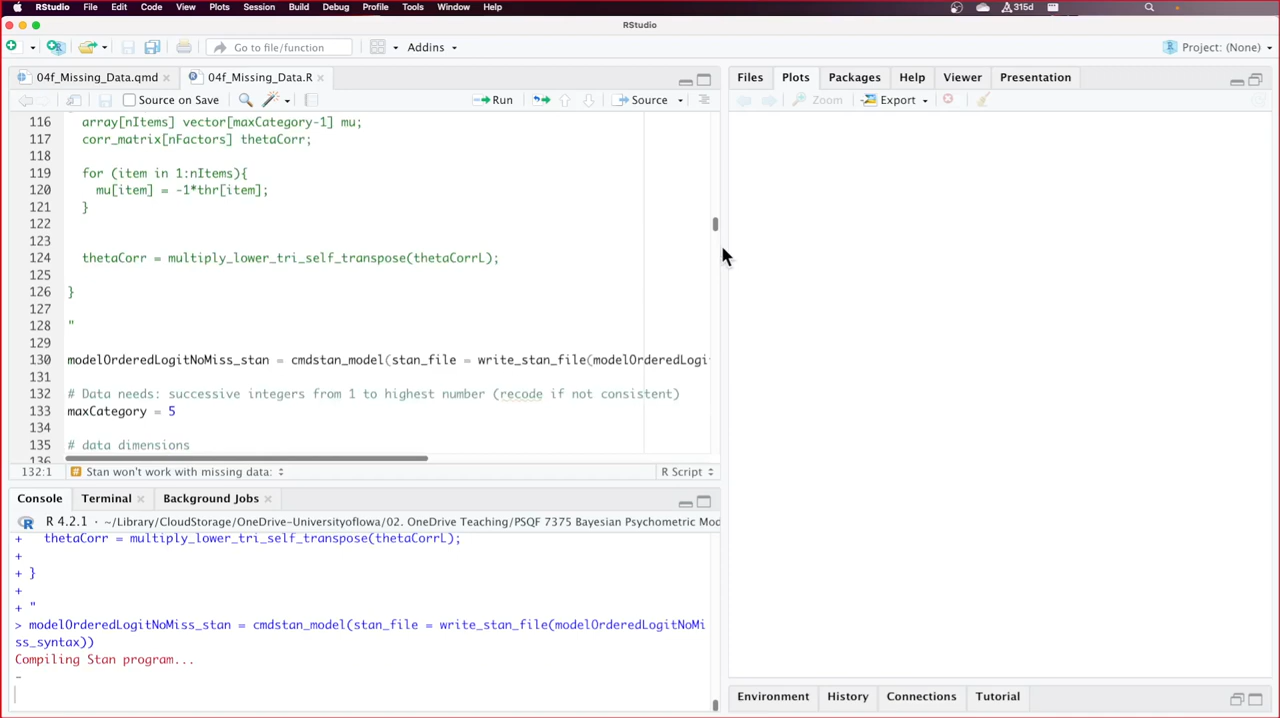 RStudio File Edit Code View Plots Session Build Debug Profile Tools Window Help 315d
RStudio
Go to file/function Addins Project: (None)
04f_Missing_Data.qmd 04f_Missing_Data.R
Source on Save Run Source
116 array[nItems] vector[maxCategory-1] mu;
117 corr_matrix[nFactors] thetaCorr;
118
119 for (item in 1:nItems){
120 mu[item] = -1*thr[item];
121 }
122
123
124 thetaCorr = multiply_lower_tri_self_transpose(thetaCorrL);
125
126 }
127
128 "
129
130 modelOrderedLogitNoMiss_stan = cmdstan_model(stan_file = write_stan_file(modelOrderedLogi
131
132 # Data needs: successive integers from 1 to highest number (recode if not consistent)
133 maxCategory = 5
134
135 # data dimensions
136
132:1 # Stan won't work with missing data: R Script
Console Terminal Background Jobs
R 4.2.1 · ~/Library/CloudStorage/OneDrive-UniversityofIowa/02. OneDrive Teaching/PSQF 7375 Bayesian Psychometric Mod
+ thetaCorr = multiply_lower_tri_self_transpose(thetaCorrL);
+
+ }
+
+ "
> modelOrderedLogitNoMiss_stan = cmdstan_model(stan_file = write_stan_file(modelOrderedLogitNoMi
ss_syntax))
Compiling Stan program...
-
Files Plots Packages Help Viewer Presentation
Zoom Export
Environment History Connections Tutorial